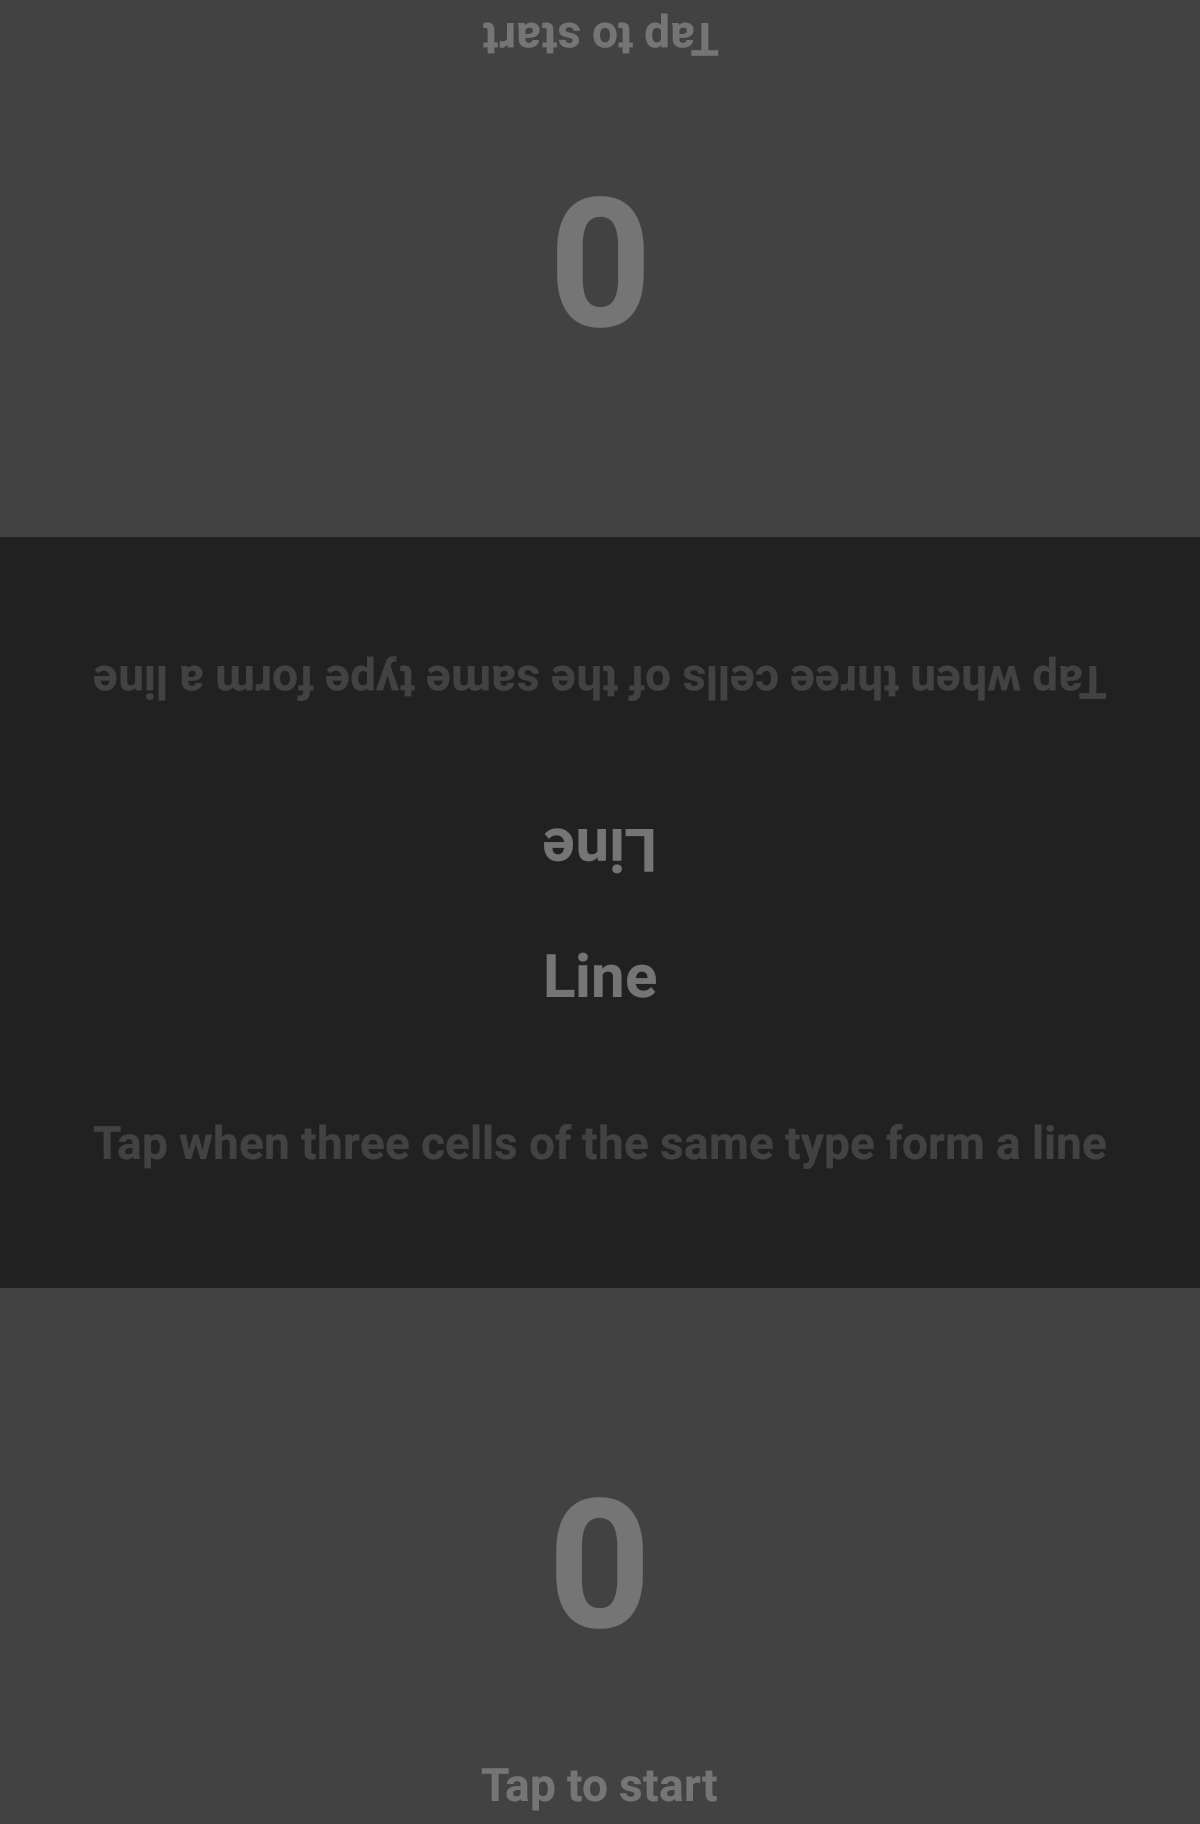 Tap to start
0
Tap when three cells of the same type form a line
Line
Line
Tap when three cells of the same type form a line
0
Tap to start